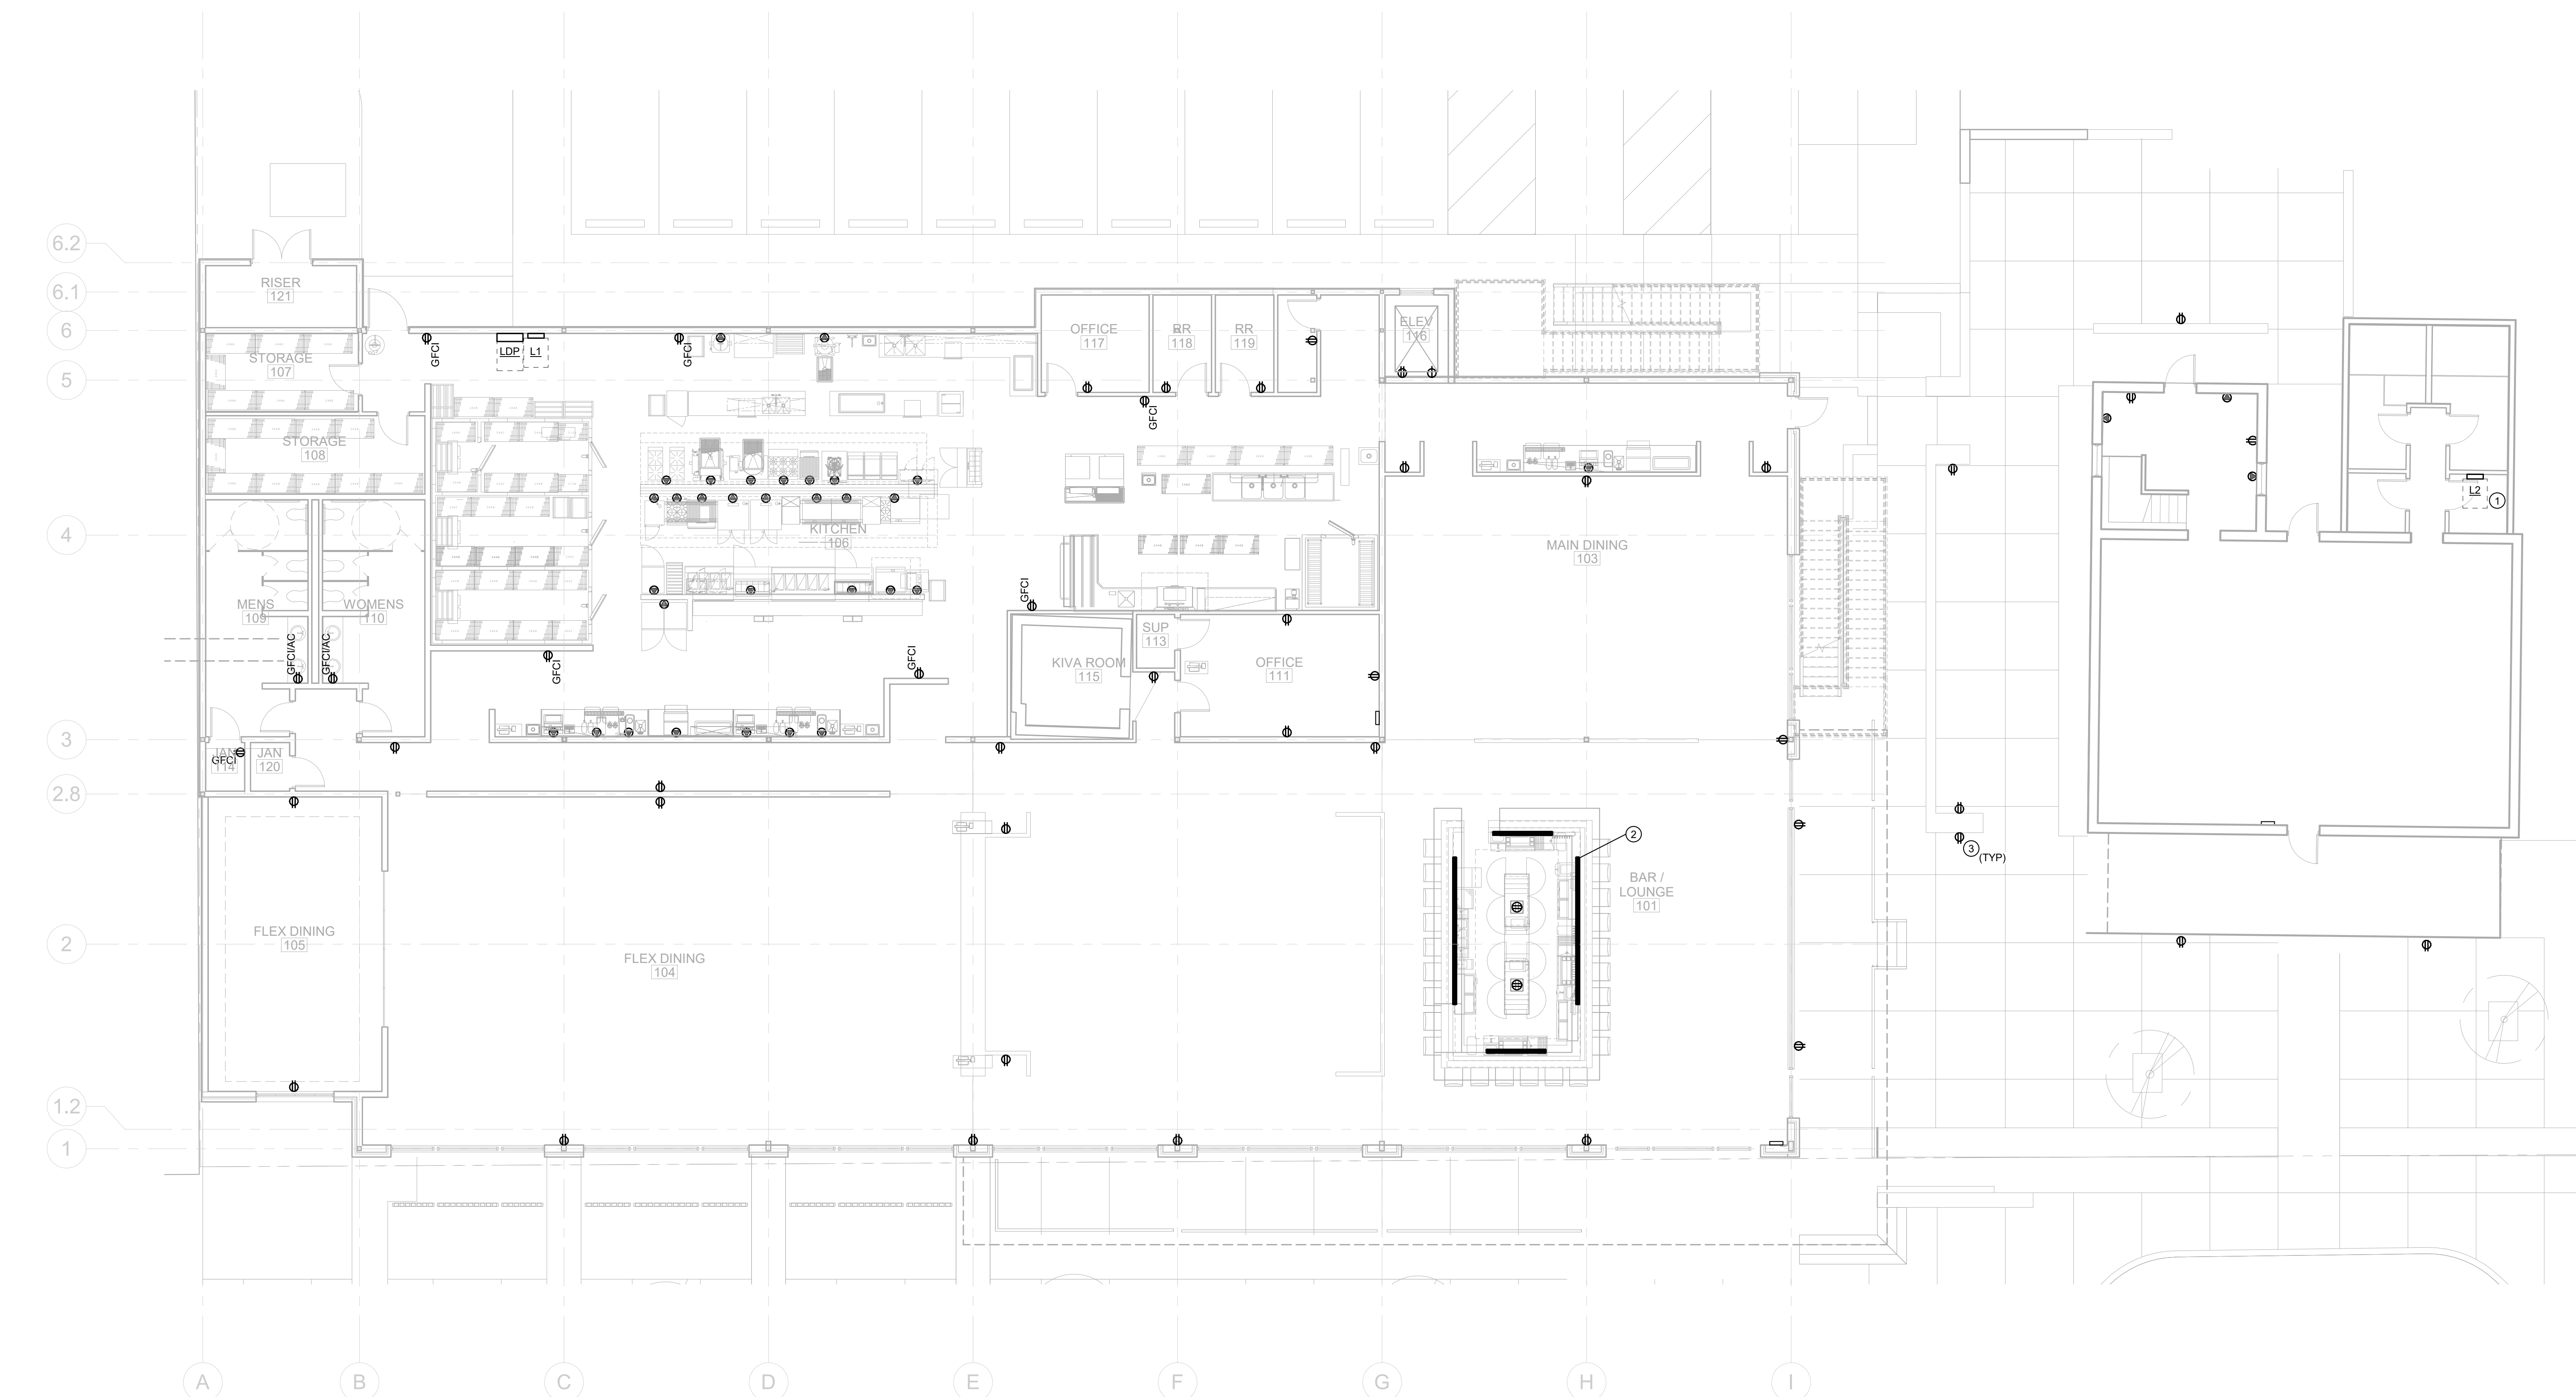 6.2
6.1
6
5
4
3
2.8
2
1.2
1
RISER
121
STORAGE
107
STORAGE
108
GFCI
LDP
L1
GFCI
OFFICE
117
RR
118
RR
119
ELEV
116
GFCI
KITCHEN
106
MAIN DINING
103
L2
1
MENS
109
WOMENS
110
GFCI/AC
GFCI/AC
GFCI
GFCI
GFCI
SUP
113
KIVA ROOM
115
OFFICE
111
JAN
114
GFCI
JAN
120
2
3
(TYP)
BAR /
LOUNGE
101
FLEX DINING
105
FLEX DINING
104
A
B
C
D
E
F
G
H
I